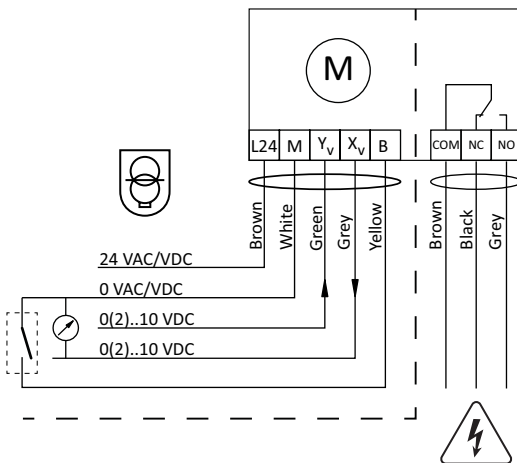 M
L24 M Yv Xv B COM NC NO
Brown White Green Grey Yellow Brown Black Grey
24 VAC/VDC
0 VAC/VDC
0(2)..10 VDC
0(2)..10 VDC